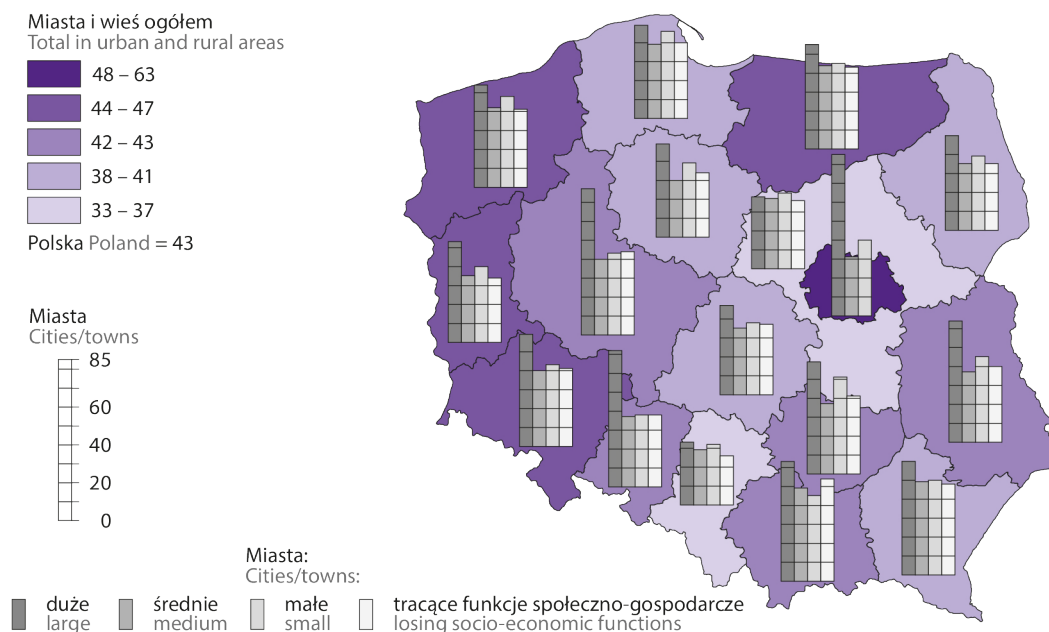 Miasta i wieś ogółem
Total in urban and rural areas
48 – 63
44 – 47
42 – 43
38 – 41
33 – 37
Polska Poland = 43
Miasta
Cities/towns
85
60
40
20
0
Miasta:
Cities/towns:
duże
large
średnie
medium
małe
small
tracące funkcje społeczno-gospodarcze
losing socio-economic functions